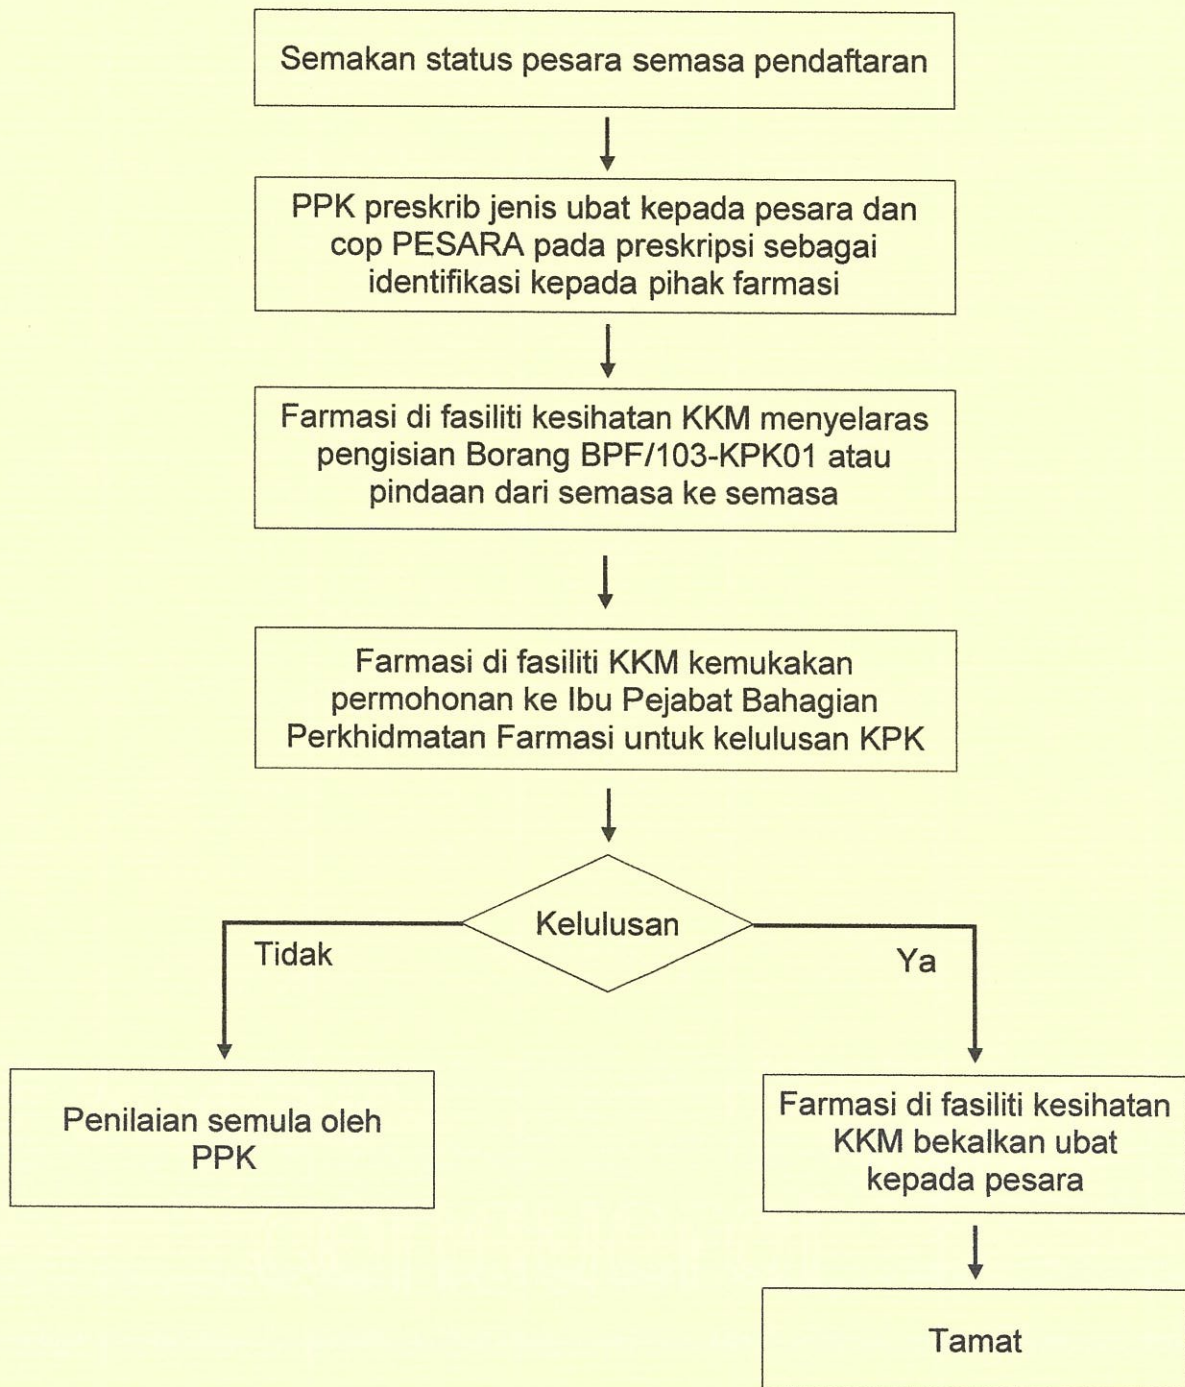 Semakan status pesara semasa pendaftaran
PPK preskrib jenis ubat kepada pesara dan
cop PESARA pada preskripsi sebagai
identifikasi kepada pihak farmasi
Farmasi di fasiliti kesihatan KKM menyelaras
pengisian Borang BPF/103-KPK01 atau
pindaan dari semasa ke semasa
Farmasi di fasiliti KKM kemukakan
permohonan ke Ibu Pejabat Bahagian
Perkhidmatan Farmasi untuk kelulusan KPK
Kelulusan
Tidak
Ya
Penilaian semula oleh
PPK
Farmasi di fasiliti kesihatan
KKM bekalkan ubat
kepada pesara
Tamat